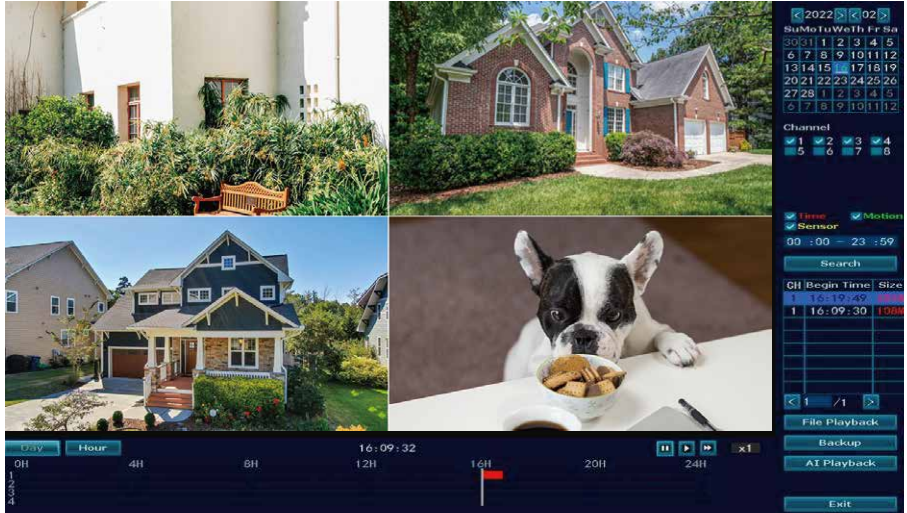 < 2022 > < 02 >
Su Mo Tu We Th Fr Sa
30 31 1 2 3 4 5
6 7 8 9 10 11 12
13 14 15 16 17 18 19
20 21 22 23 24 25 26
27 28 1 2 3 4 5
6 7 8 9 10 11 12
Channel
1 2 3 4
5 6 7 8
Time Motion
Sensor
00 :00 - 23 :59
Search
CH Begin Time Size
1 16:19:49
1 16:09:30 108M
< 1 /1 >
File Playback
Backup
AI Playback
Exit
Day Hour 16:09:32 x1
0H 4H 8H 12H 16H 20H 24H
1
2
3
4